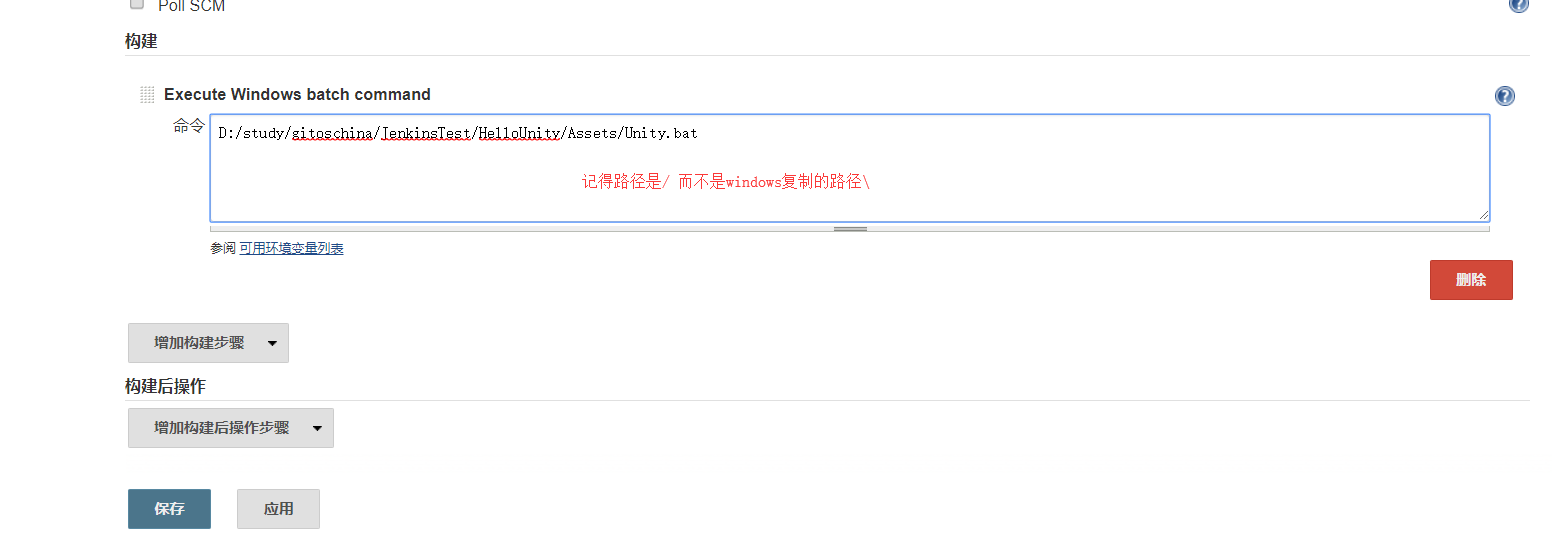 Poll SCM
构建
Execute Windows batch command
命令
D:/study/gitoschina/JenkinsTest/HelloUnity/Assets/Unity.bat
记得路径是/ 而不是windows复制的路径\
参阅 可用环境变量列表
删除
增加构建步骤
构建后操作
增加构建后操作步骤
保存 应用